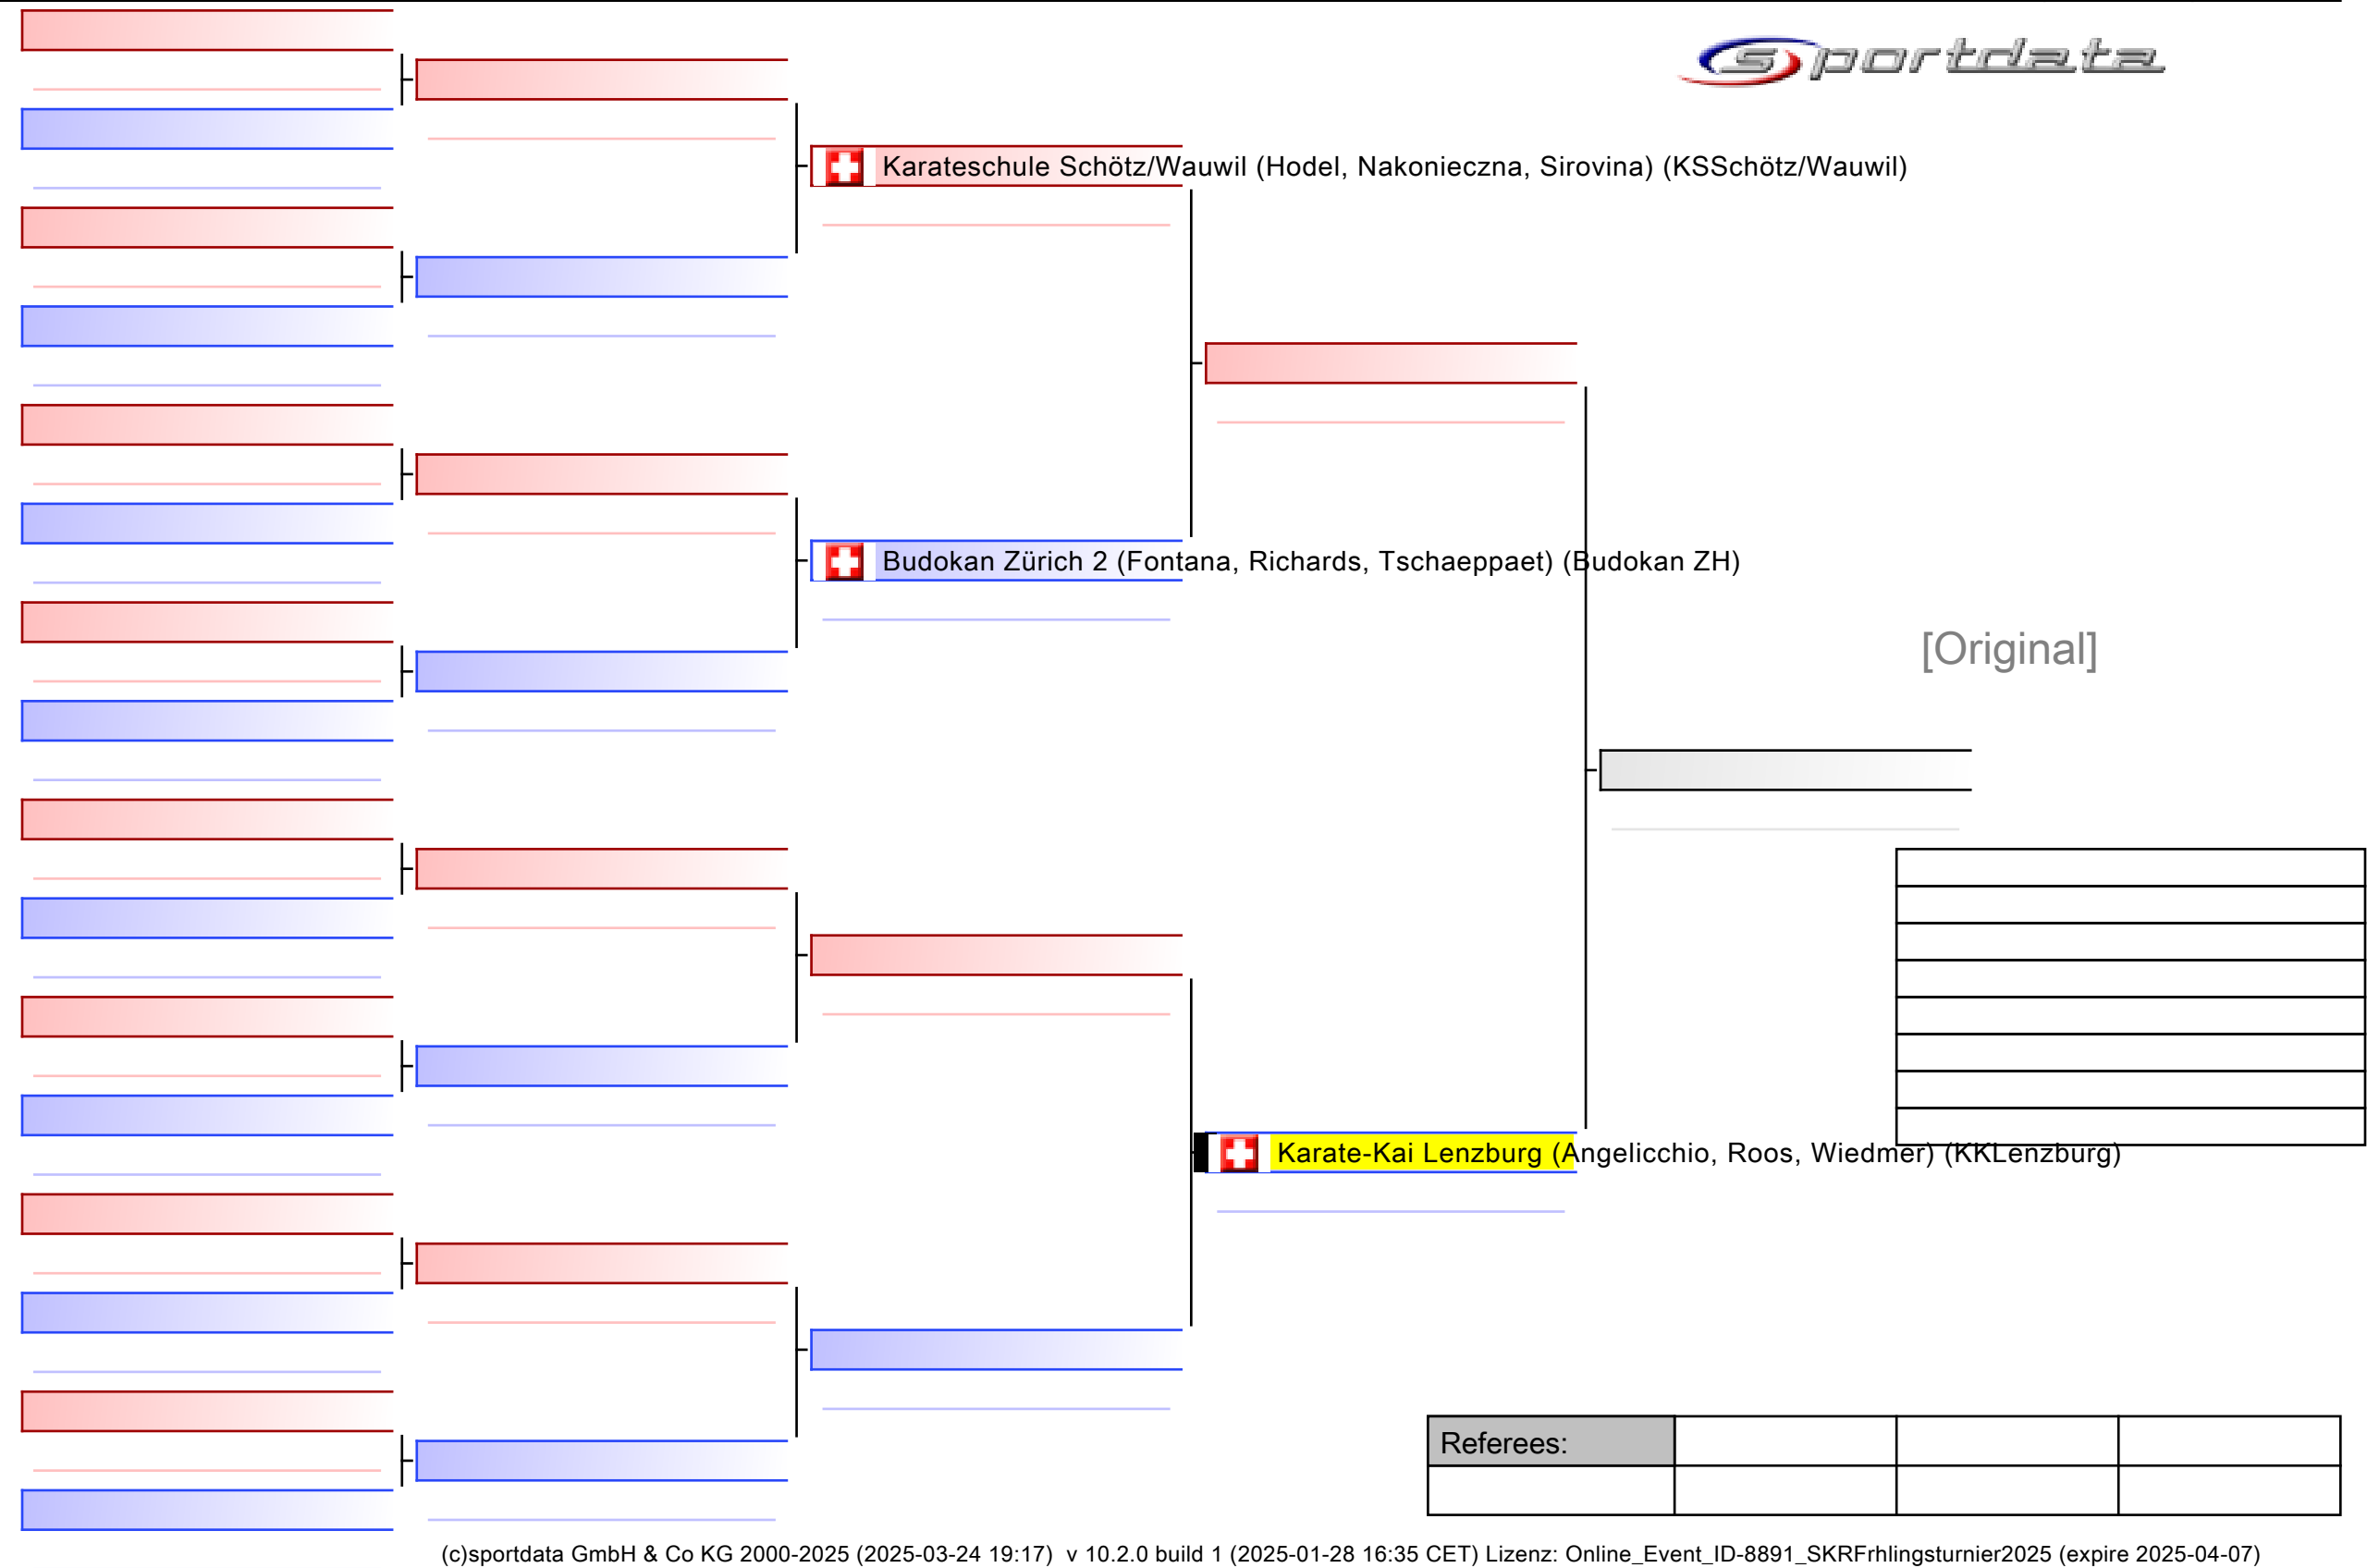 sportdata
Karateschule Schötz/Wauwil (Hodel, Nakonieczna, Sirovina) (KSSchötz/Wauwil)
Budokan Zürich 2 (Fontana, Richards, Tschaeppaet) (Budokan ZH)
[Original]
Karate-Kai Lenzburg (Angelicchio, Roos, Wiedmer) (KKLenzburg)
Referees:
(c)sportdata GmbH & Co KG 2000-2025 (2025-03-24 19:17) v 10.2.0 build 1 (2025-01-28 16:35 CET) Lizenz: Online_Event_ID-8891_SKRFrhlingsturnier2025 (expire 2025-04-07)